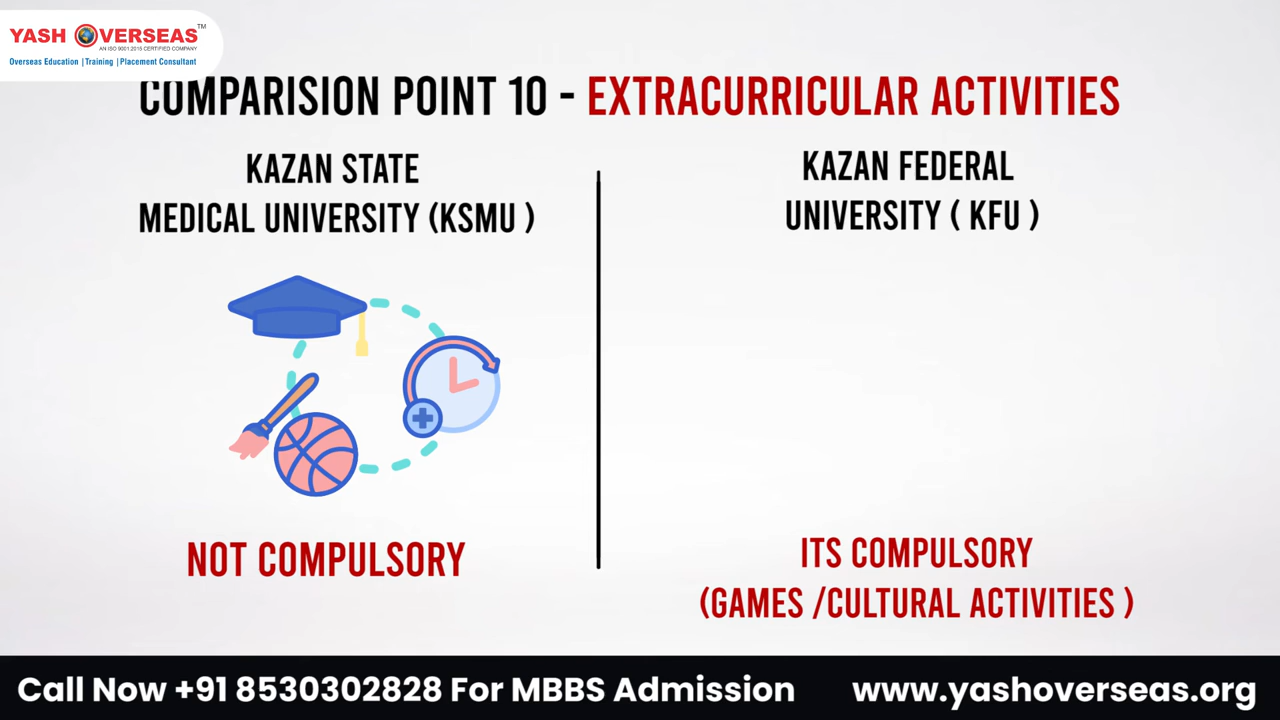 YASH OVERSEAS™
AN ISO 9001:2015 CERTIFIED COMPANY
Overseas Education |Training |Placement Consultant
COMPARISION POINT 10 - EXTRACURRICULAR ACTIVITIES
KAZAN STATE
MEDICAL UNIVERSITY (KSMU )
NOT COMPULSORY
KAZAN FEDERAL
UNIVERSITY ( KFU )
ITS COMPULSORY
(GAMES /CULTURAL ACTIVITIES )
Call Now +91 8530302828 For MBBS Admission
www.yashoverseas.org